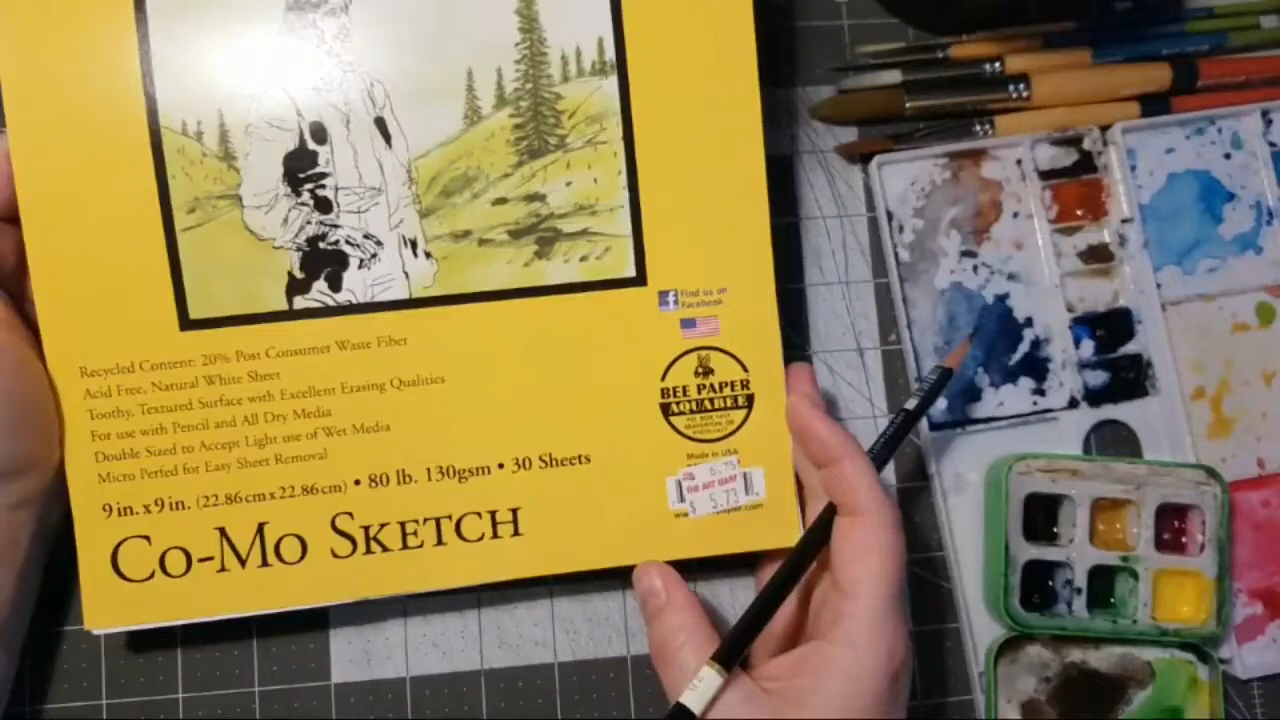 Find us on
Facebook
Recycled Content: 20% Post Consumer Waste Fiber
Acid Free, Natural White Sheet
Toothy, Textured Surface with Excellent Erasing Qualities
For use with Pencil and All Dry Media
Double Sized to Accept Light use of Wet Media
Micro Perfed for Easy Sheet Removal
9 in. x 9 in. (22.86 cm x 22.86 cm) • 80 lb. 130gsm • 30 Sheets
CO-MO SKETCH
BEE PAPER
AQUABEE
Made in USA
6.75
THE ART MART
$ 5.73